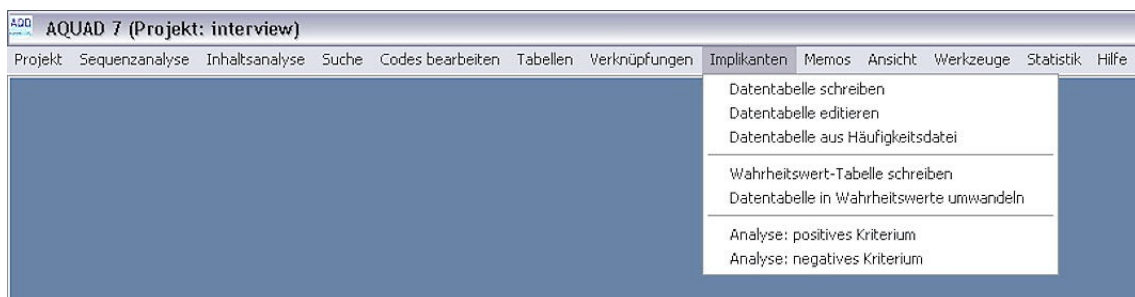 AQUAD 7 (Projekt: interview)
Projekt Sequenzanalyse Inhaltsanalyse Suche Codes bearbeiten Tabellen Verknüpfungen Implikanten Memos Ansicht Werkzeuge Statistik Hilfe
Datentabelle schreiben
Datentabelle editieren
Datentabelle aus Häufigkeitsdatei
Wahrheitswert-Tabelle schreiben
Datentabelle in Wahrheitswerte umwandeln
Analyse: positives Kriterium
Analyse: negatives Kriterium